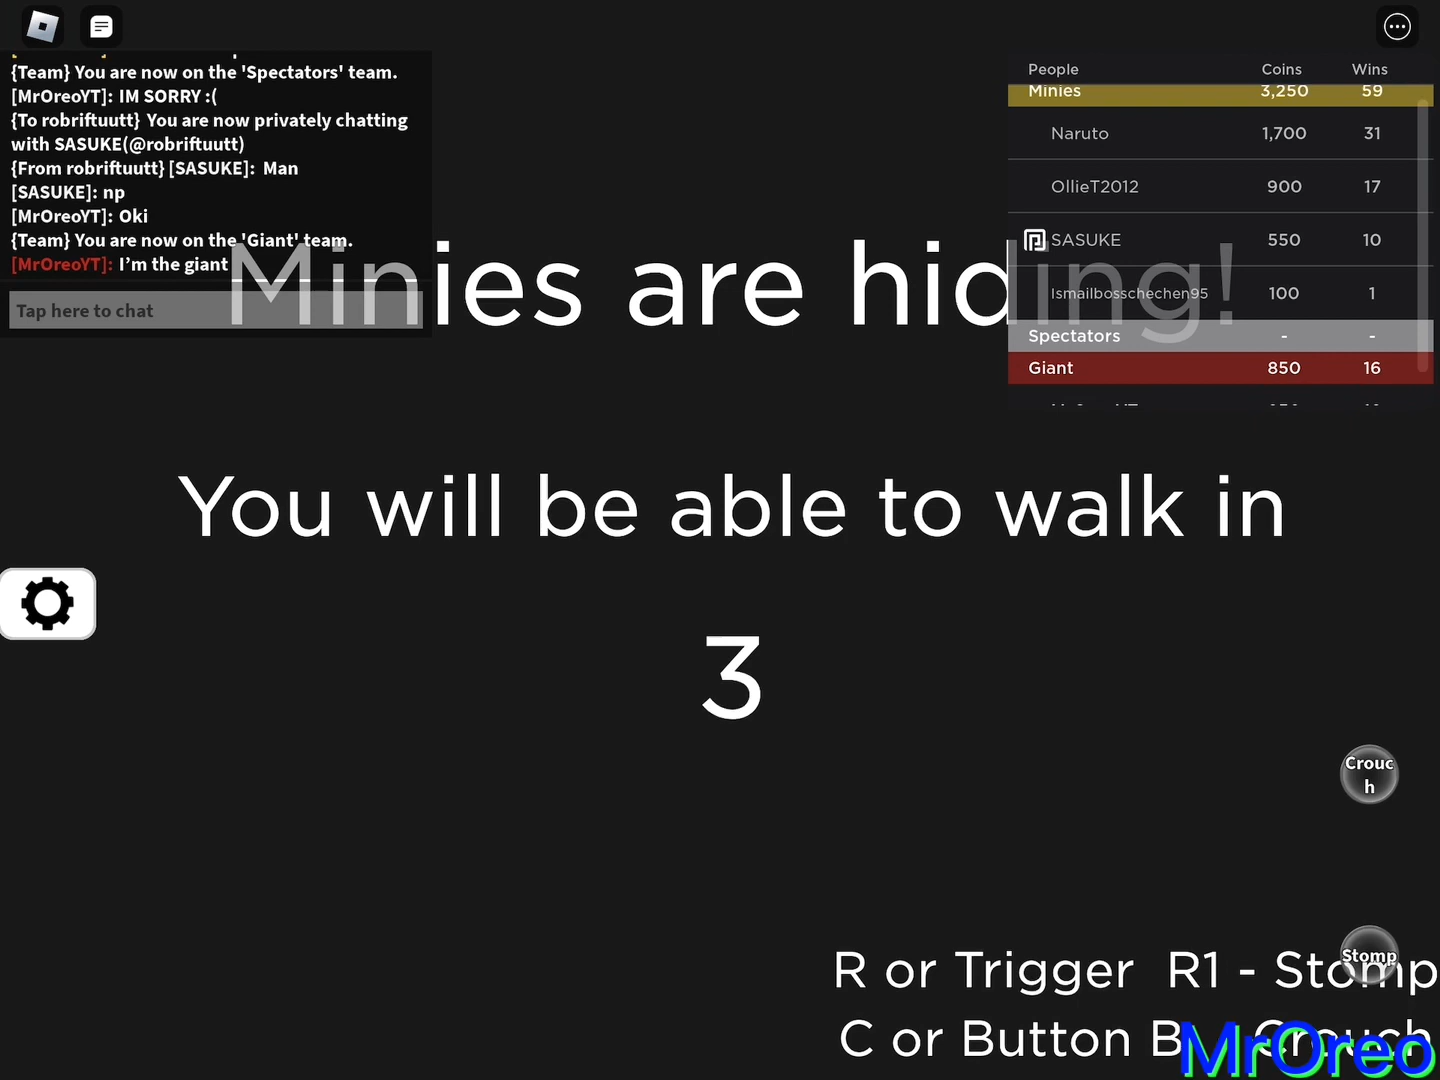 {Team} You are now on the 'Spectators' team.
[MrOreoYT]: IM SORRY :(
{To robriftuutt} You are now privately chatting
with SASUKE(@robriftuutt)
{From robriftuutt} [SASUKE]: Man
[SASUKE]: np
[MrOreoYT]: Oki
{Team} You are now on the 'Giant' team.
[MrOreoYT]: I'm the giant
Tap here to chat
People Coins Wins
Minies 3,250 59
Naruto 1,700 31
OllieT2012 900 17
SASUKE 550 10
Ismailbosschechen95 100 1
Spectators - -
Giant 850 16
Minies are hiding!
You will be able to walk in
3
Crouc
h
Stomp
R or Trigger R1 - Stomp
C or Button B - Crouch
MrOreo